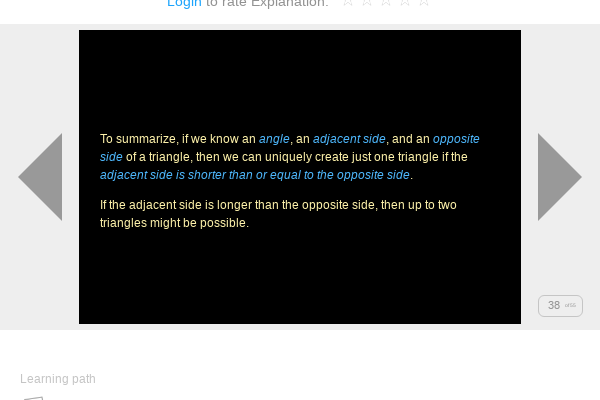 Login to rate Explanation:
To summarize, if we know an angle, an adjacent side, and an opposite
side of a triangle, then we can uniquely create just one triangle if the
adjacent side is shorter than or equal to the opposite side.
If the adjacent side is longer than the opposite side, then up to two
triangles might be possible.
38
Learning path